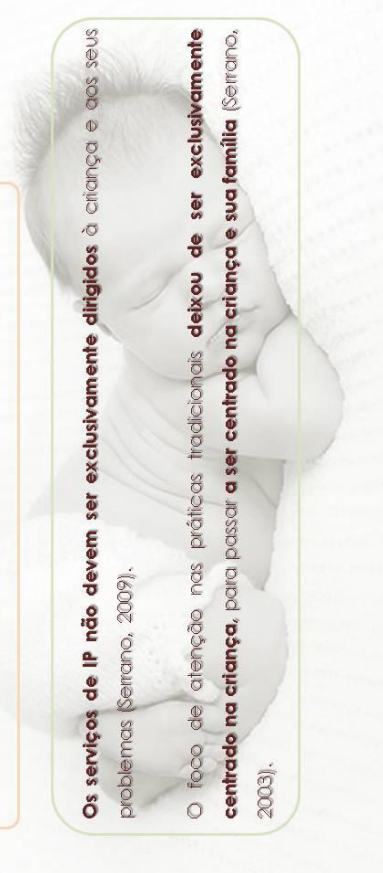 Os serviços de IP não devem ser exclusivamente dirigidos à criança e aos seus
problemas (Serrano, 2009).
O foco de atenção nas práticas tradicionais deixou de ser exclusivamente
centrado na criança, para passar a ser centrado na criança e sua família (Serrano,
2003).